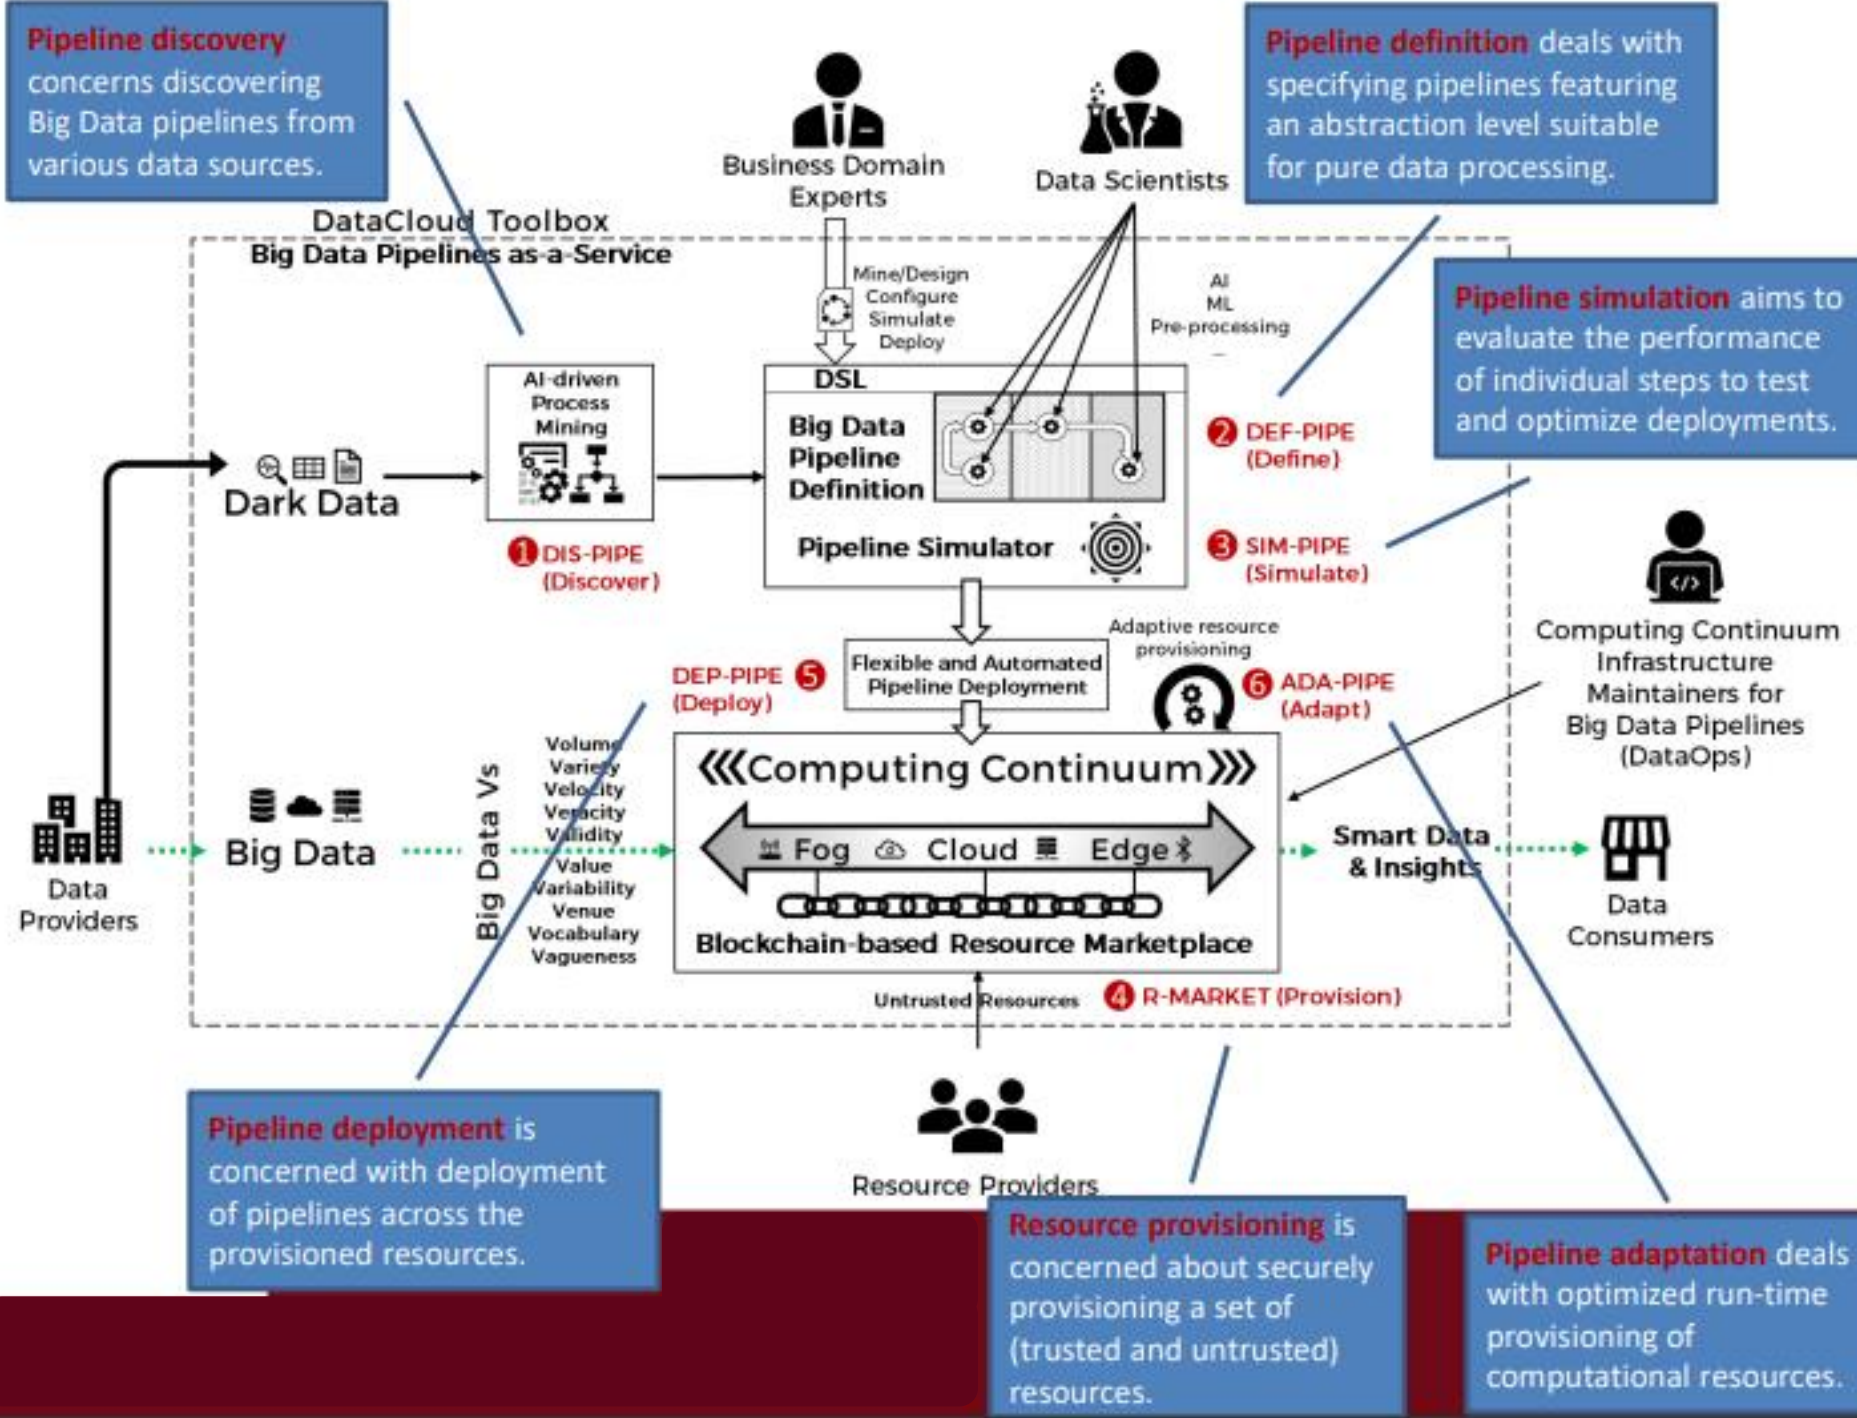 Pipeline discovery
concerns discovering
Big Data pipelines from
various data sources.
Pipeline definition deals with
specifying pipelines featuring
an abstraction level suitable
for pure data processing.
Business Domain
Experts
Data Scientists
DataCloud Toolbox
Big Data Pipelines as-a-Service
Mine/Design
Configure
Simulate
Deploy
AI
ML
Pre-processing
...
Pipeline simulation aims to
evaluate the performance
of individual steps to test
and optimize deployments.
AI-driven
Process
Mining
DSL
Big Data
Pipeline
Definition
2 DEF-PIPE
(Define)
Dark Data
1 DIS-PIPE
(Discover)
Pipeline Simulator
3 SIM-PIPE
(Simulate)
</>
Computing Continuum
Infrastructure
Maintainers for
Big Data Pipelines
(DataOps)
Adaptive resource
provisioning
Flexible and Automated
Pipeline Deployment
DEP-PIPE 5
(Deploy)
6 ADA-PIPE
(Adapt)
Big Data Vs
Volume
Variety
Velocity
Veracity
Validity
Value
Variability
Venue
Vocabulary
Vagueness
Computing Continuum
Fog Cloud Edge
Blockchain-based Resource Marketplace
Data
Providers
Big Data
Smart Data
& Insights
Data
Consumers
Untrusted Resources
4 R-MARKET (Provision)
Resource Providers
Pipeline deployment is
concerned with deployment
of pipelines across the
provisioned resources.
Resource provisioning is
concerned about securely
provisioning a set of
(trusted and untrusted)
resources.
Pipeline adaptation deals
with optimized run-time
provisioning of
computational resources.